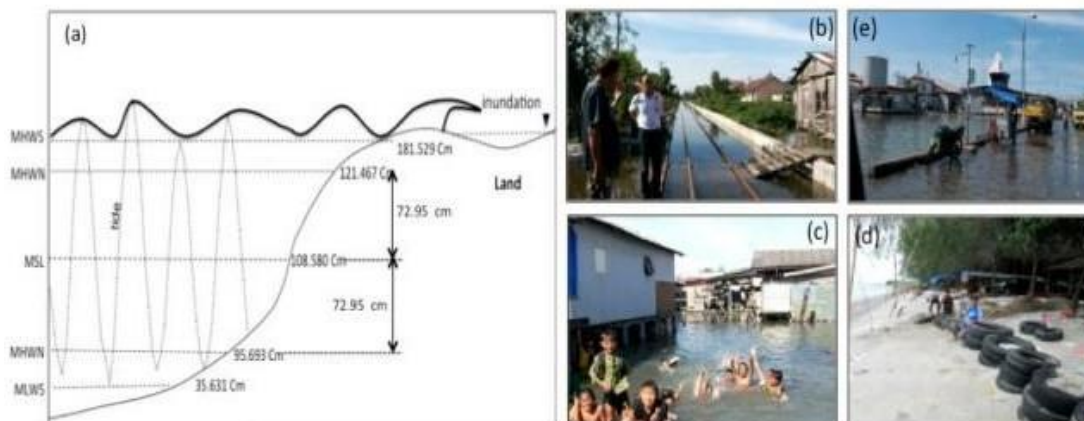 (a)
inundation
MHWS
181.529 Cm
MHWN
121.467 Cm
Land
72.95 cm
tide
MSL
108.580 Cm
72.95 cm
MHWN
95.693 Cm
MLWS
35.631 Cm
(b)
(e)
(c)
(d)